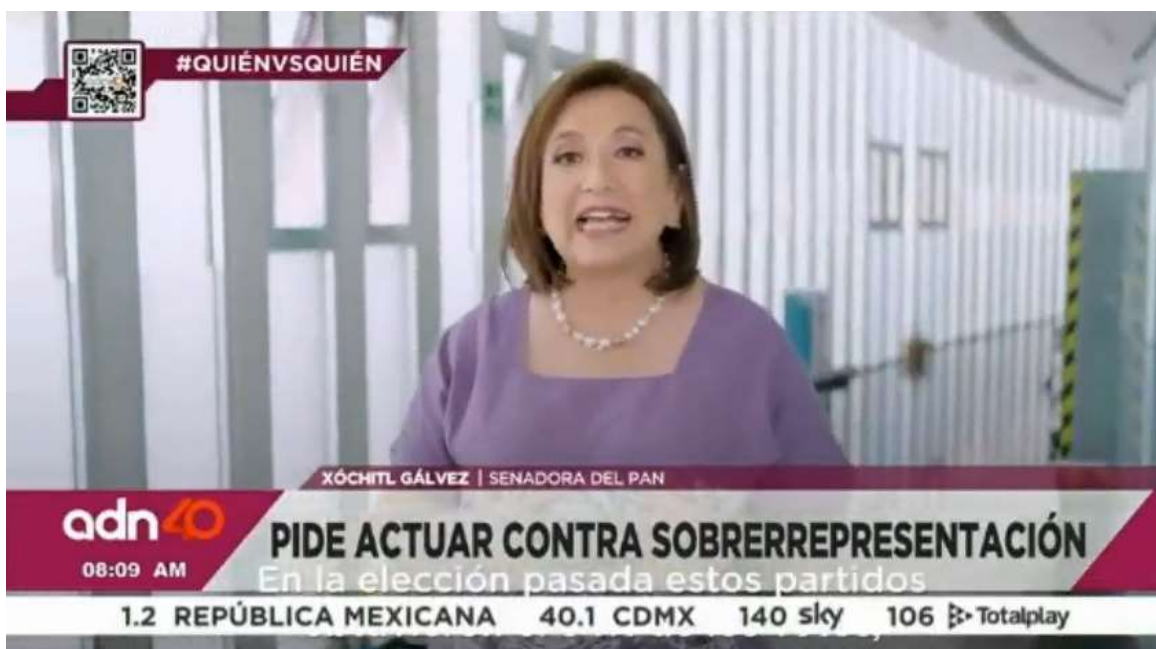 #QUIÉNVSQUIÉN
XÓCHITL GÁLVEZ | SENADORA DEL PAN
adn40
PIDE ACTUAR CONTRA SOBRERREPRESENTACIÓN
08:09 AM
En la elección pasada estos partidos
1.2 REPÚBLICA MEXICANA 40.1 CDMX 140 sky 106 Totalplay